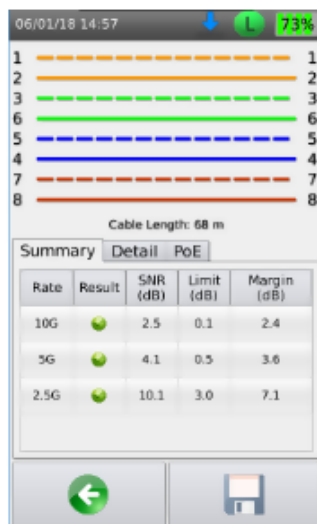 06/01/18 14:57 L 73%
1 1
2 2
3 3
6 6
5 5
4 4
7 7
8 8
Cable Length: 68 m
Summary Detail PoE
Rate Result SNR (dB) Limit (dB) Margin (dB)
10G 2.5 0.1 2.4
5G 4.1 0.5 3.6
2.5G 10.1 3.0 7.1